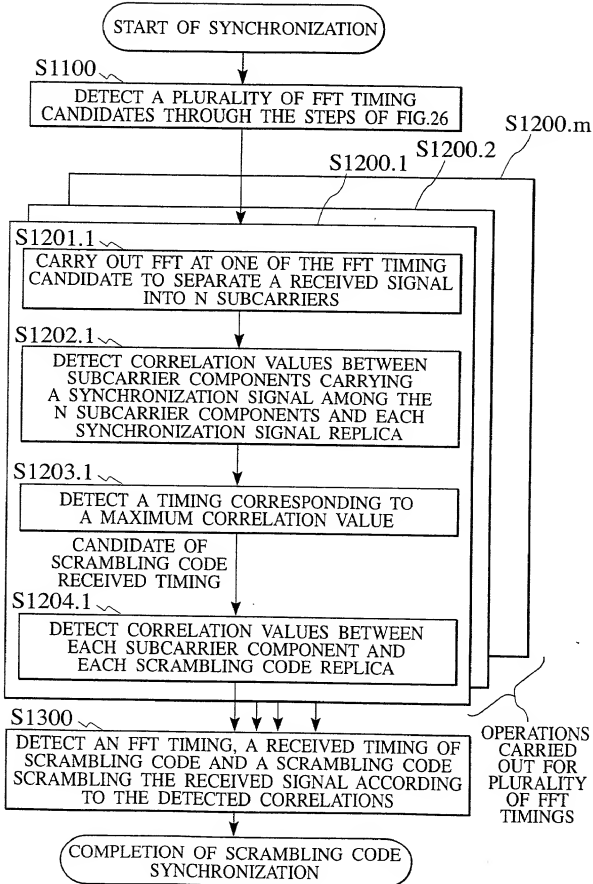 START OF SYNCHRONIZATION
S1100
DETECT A PLURALITY OF FFT TIMING
CANDIDATES THROUGH THE STEPS OF FIG.26
S1200.m
S1200.2
S1200.1
S1201.1
CARRY OUT FFT AT ONE OF THE FFT TIMING
CANDIDATE TO SEPARATE A RECEIVED SIGNAL
INTO N SUBCARRIERS
S1202.1
DETECT CORRELATION VALUES BETWEEN
SUBCARRIER COMPONENTS CARRYING
A SYNCHRONIZATION SIGNAL AMONG THE
N SUBCARRIER COMPONENTS AND EACH
SYNCHRONIZATION SIGNAL REPLICA
S1203.1
DETECT A TIMING CORRESPONDING TO
A MAXIMUM CORRELATION VALUE
CANDIDATE OF
SCRAMBLING CODE
RECEIVED TIMING
S1204.1
DETECT CORRELATION VALUES BETWEEN
EACH SUBCARRIER COMPONENT AND
EACH SCRAMBLING CODE REPLICA
S1300
DETECT AN FFT TIMING, A RECEIVED TIMING OF
SCRAMBLING CODE AND A SCRAMBLING CODE
SCRAMBLING THE RECEIVED SIGNAL ACCORDING
TO THE DETECTED CORRELATIONS
OPERATIONS
CARRIED
OUT FOR
PLURALITY
OF FFT
TIMINGS
COMPLETION OF SCRAMBLING CODE
SYNCHRONIZATION